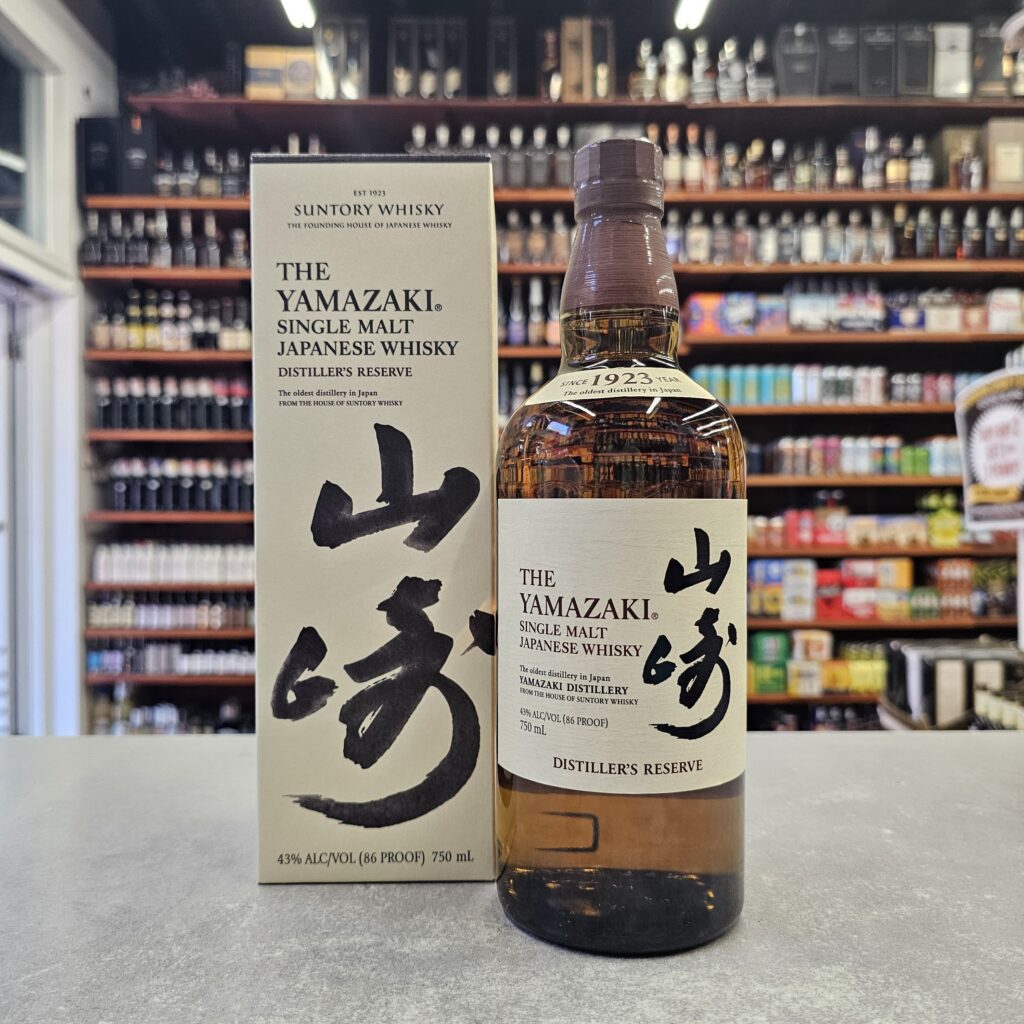 EST 1923
SUNTORY WHISKY
THE FOUNDING HOUSE OF JAPANESE WHISKY
THE
YAMAZAKI®
SINGLE MALT
JAPANESE WHISKY
DISTILLER'S RESERVE
The oldest distillery in Japan
FROM THE HOUSE OF SUNTORY WHISKY
山
崎
43% ALC/VOL (86 PROOF) 750 mL
SINCE 1923 YEAR
The oldest distillery in Japan
THE
YAMAZAKI®
SINGLE MALT
JAPANESE WHISKY
The oldest distillery in Japan
YAMAZAKI DISTILLERY
FROM THE HOUSE OF SUNTORY WHISKY
43% ALC/VOL (86 PROOF)
750 mL
山
崎
DISTILLER'S RESERVE